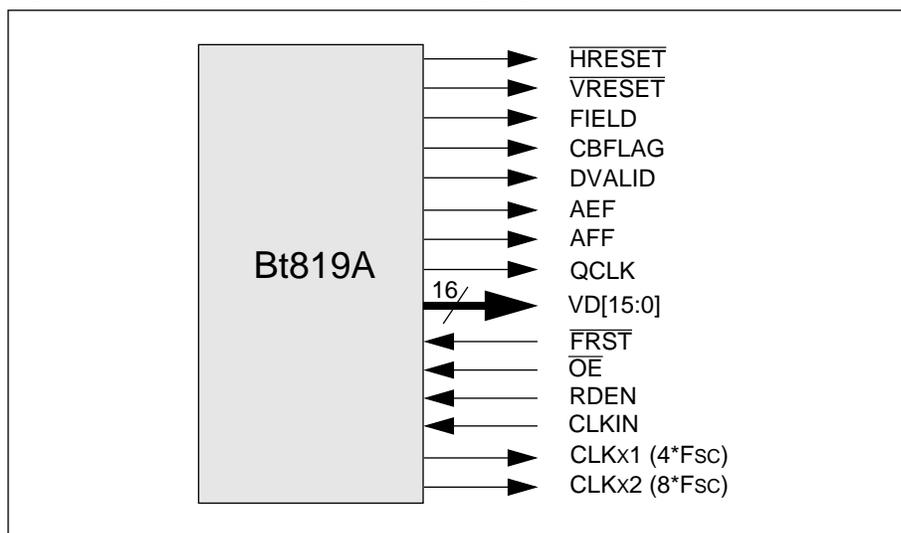 Bt819A
HRESET
VRESET
FIELD
CBFLAG
DVALID
AEF
AFF
QCLK
16
VD[15:0]
FRST
OE
RDEN
CLKIN
CLKx1 (4*FSC)
CLKx2 (8*FSC)